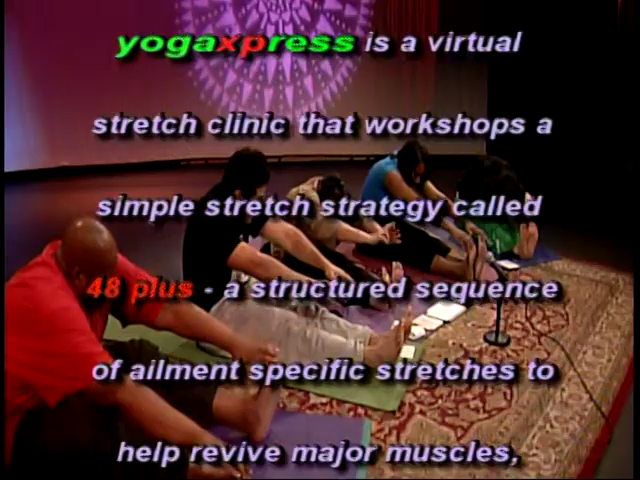 yogaxpress is a virtual
stretch clinic that workshops a
simple stretch strategy called
48 plus - a structured sequence
of ailment specific stretches to
help revive major muscles,